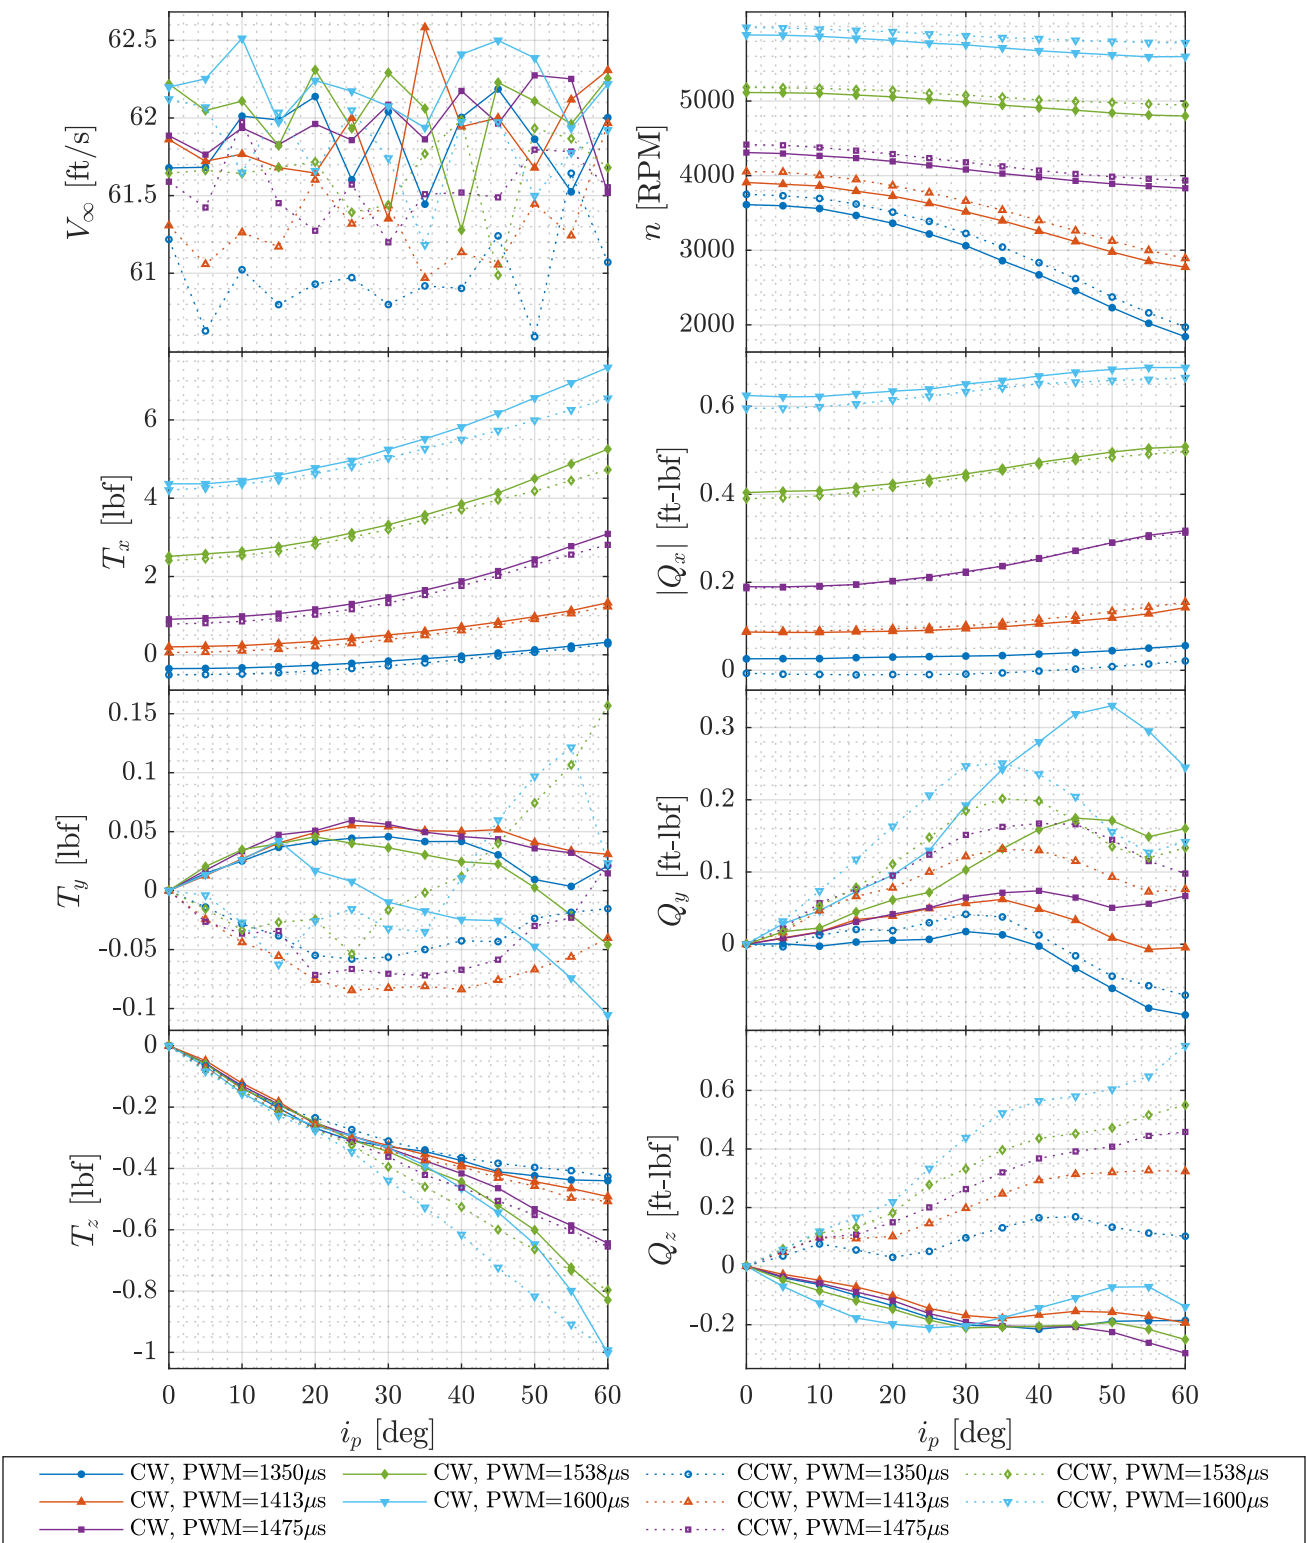 62.5
62
61.5
61
V∞ [ft/s]
5000
4000
3000
2000
n [RPM]
6
4
2
0
Tx [lbf]
0.6
0.4
0.2
0
|Qx| [ft-lbf]
0.15
0.1
0.05
0
-0.05
-0.1
Ty [lbf]
0.3
0.2
0.1
0
Qy [ft-lbf]
0
-0.2
-0.4
-0.6
-0.8
-1
Tz [lbf]
0 10 20 30 40 50 60
ip [deg]
0.6
0.4
0.2
0
-0.2
Qz [ft-lbf]
0 10 20 30 40 50 60
ip [deg]
CW, PWM=1350μs CW, PWM=1538μs CCW, PWM=1350μs CCW, PWM=1538μs
CW, PWM=1413μs CW, PWM=1600μs CCW, PWM=1413μs CCW, PWM=1600μs
CW, PWM=1475μs CCW, PWM=1475μs